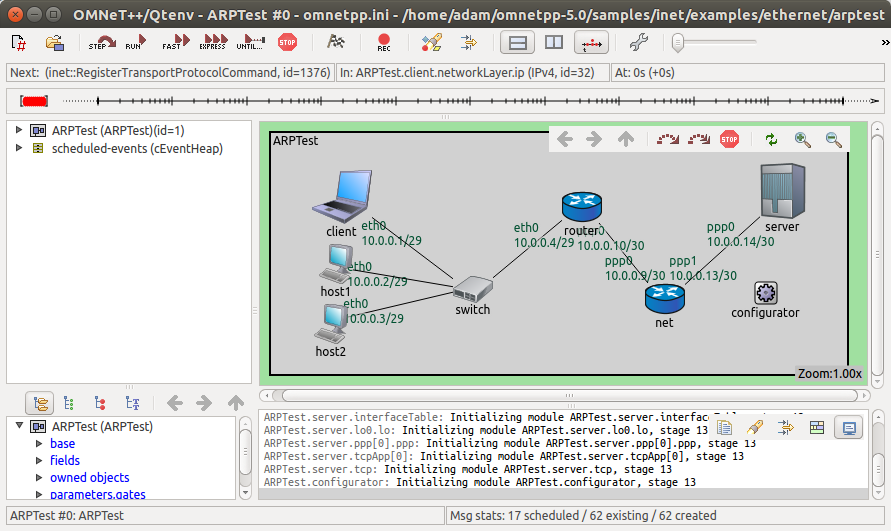 OMNeT++/Qtenv - ARPTest #0 - omnetpp.ini - /home/adam/omnetpp-5.0/samples/inet/examples/ethernet/arptest
STEP RUN FAST EXPRESS UNTIL... STOP REC
Next: (inet::RegisterTransportProtocolCommand, id=1376) In: ARPTest.client.networkLayer.ip (IPv4, id=32) At: 0s (+0s)
ARPTest (ARPTest)(id=1)
scheduled-events (cEventHeap)
ARPTest
STOP
client
eth0
10.0.0.1/29
host1
eth0
10.0.0.2/29
host2
eth0
10.0.0.3/29
switch
eth0
10.0.0.4/29
router
10.0.0.10/30
ppp0
10.0.0.9/30
net
ppp1
10.0.0.13/30
ppp0
10.0.0.14/30
server
configurator
Zoom:1.00x
ARPTest (ARPTest)
base
fields
owned objects
parameters,gates
ARPTest.server.interfaceTable: Initializing module ARPTest.server.interfaceTable, stage 13
ARPTest.server.lo0.lo: Initializing module ARPTest.server.lo0.lo, stage 13
ARPTest.server.ppp[0].ppp: Initializing module ARPTest.server.ppp[0].ppp, stage 13
ARPTest.server.tcpApp[0]: Initializing module ARPTest.server.tcpApp[0], stage 13
ARPTest.server.tcp: Initializing module ARPTest.server.tcp, stage 13
ARPTest.configurator: Initializing module ARPTest.configurator, stage 13
ARPTest #0: ARPTest
Msg stats: 17 scheduled / 62 existing / 62 created